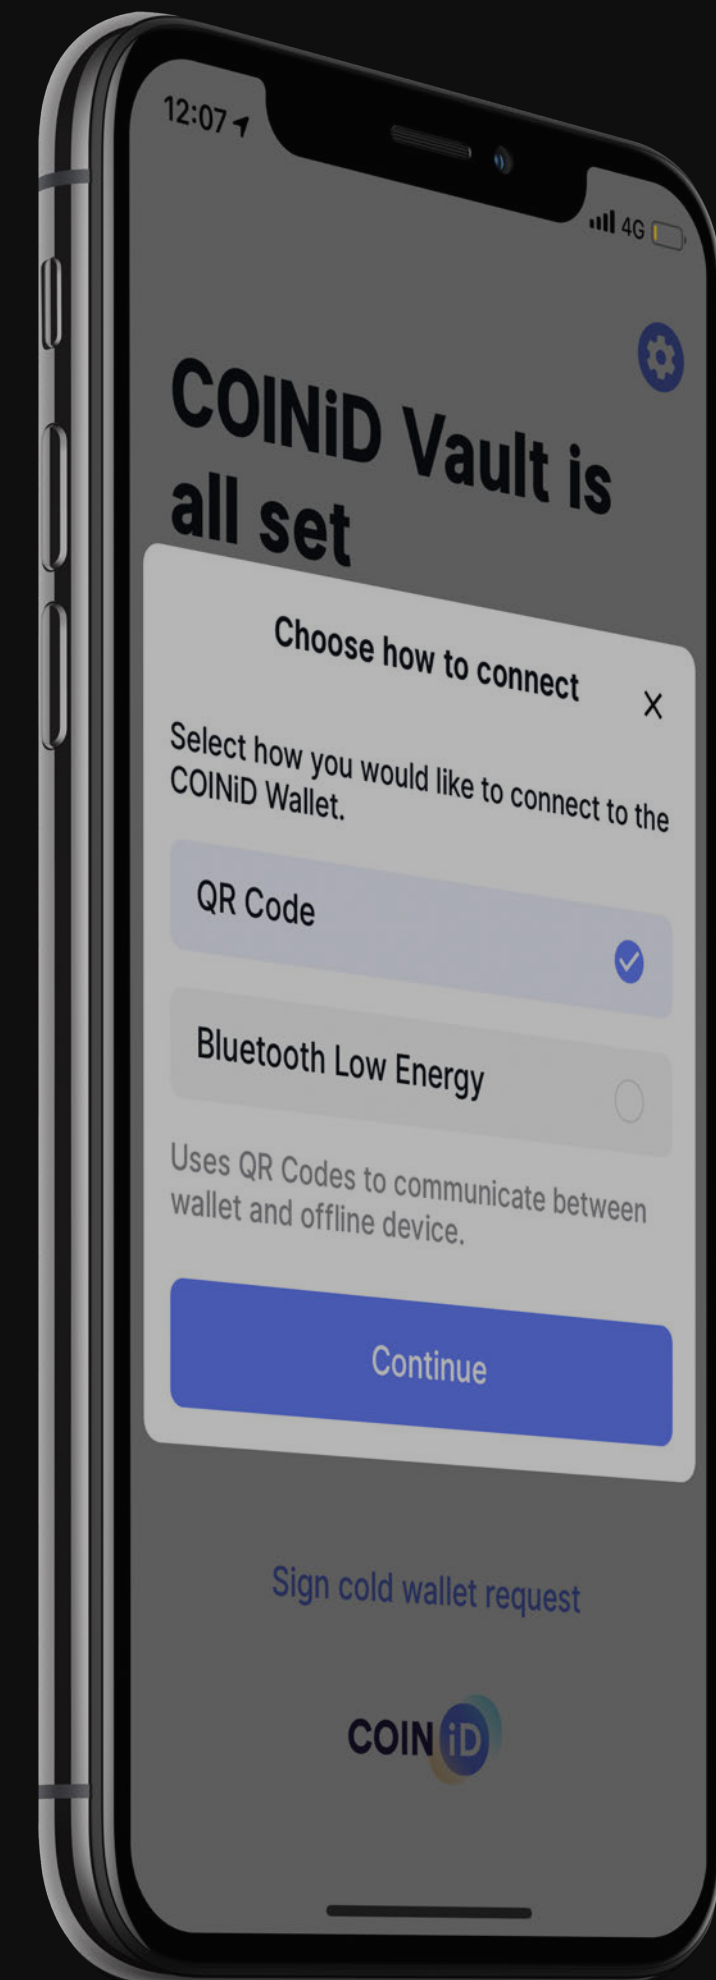 12:07
4G
COINiD Vault is
all set
Choose how to connect
Select how you would like to connect to the
COINiD Wallet.
QR Code
Bluetooth Low Energy
Uses QR Codes to communicate between
wallet and offline device.
Continue
Sign cold wallet request
COINiD